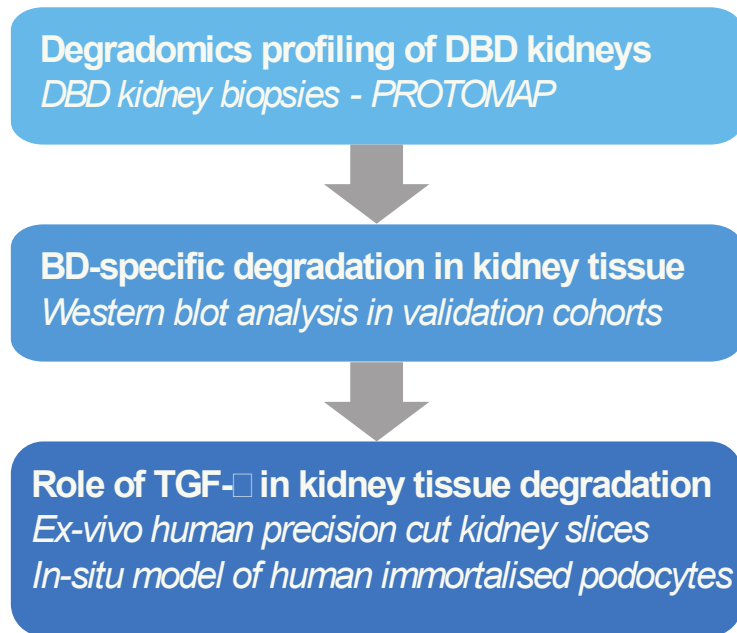 Degradomics profiling of DBD kidneys
DBD kidney biopsies - PROTOMAP
BD-specific degradation in kidney tissue
Western blot analysis in validation cohorts
Role of TGF-□ in kidney tissue degradation
Ex-vivo human precision cut kidney slices
In-situ model of human immortalised podocytes